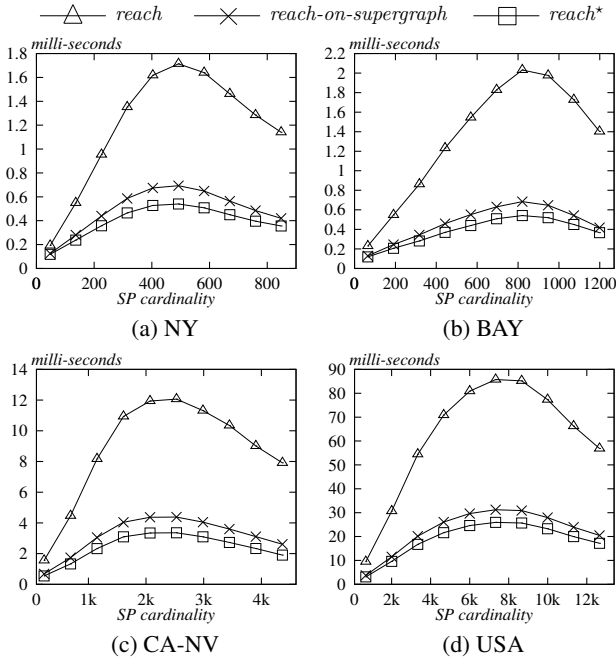 reach reach-on-supergraph reach*
milli-seconds milli-seconds
1.8 2.2
1.6 2
1.4 1.8
1.2 1.6
1 1.4
0.8 1.2
0.6 1
0.4 0.8
0.2 0.6
0 0.4
0.2
0
0 200 400 600 800 0 200 400 600 800 1000 1200
SP cardinality SP cardinality
(a) NY (b) BAY
milli-seconds milli-seconds
14 90
12 80
10 70
8 60
6 50
4 40
2 30
0 20
10
0
0 1k 2k 3k 4k 0 2k 4k 6k 8k 10k 12k
SP cardinality SP cardinality
(c) CA-NV (d) USA